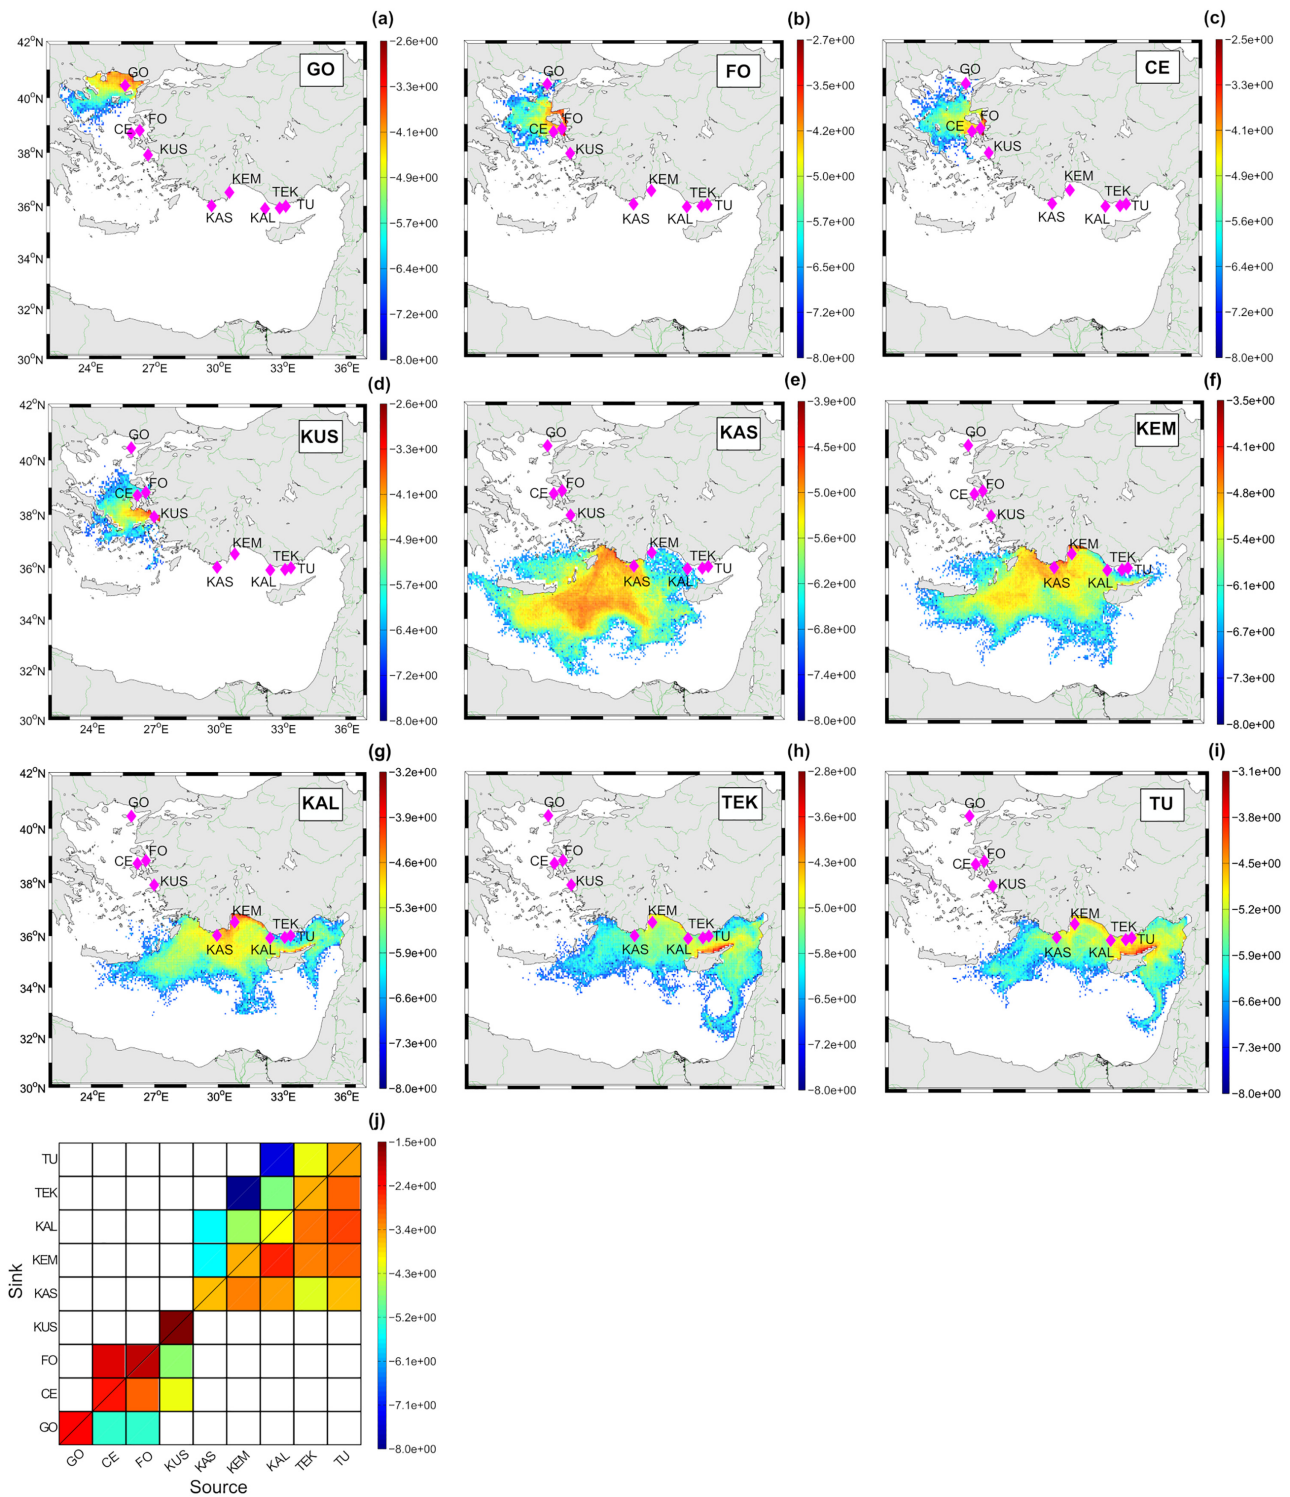 (a)
(b)
(c)
42°N
40°N
38°N
36°N
34°N
32°N
30°N
24°E
27°E
30°E
33°E
36°E
GO
GO
CE
FO
KUS
KEM
KAS
TEK
KAL
TU
−2.6e+00
−3.3e+00
−4.1e+00
−4.9e+00
−5.7e+00
−6.4e+00
−7.2e+00
−8.0e+00
FO
GO
FO
CE
KUS
KEM
KAS
TEK
KAL
TU
−2.7e+00
−3.5e+00
−4.2e+00
−5.0e+00
−5.7e+00
−6.5e+00
−7.2e+00
−8.0e+00
CE
GO
FO
CE
KUS
KEM
KAS
TEK
KAL
TU
−2.5e+00
−3.3e+00
−4.1e+00
−4.9e+00
−5.6e+00
−6.4e+00
−7.2e+00
−8.0e+00
(d)
(e)
(f)
42°N
40°N
38°N
36°N
34°N
32°N
30°N
24°E
27°E
30°E
33°E
36°E
KUS
GO
FO
CE
KUS
KEM
KAS
TEK
KAL
TU
−2.6e+00
−3.3e+00
−4.1e+00
−4.9e+00
−5.7e+00
−6.4e+00
−7.2e+00
−8.0e+00
KAS
GO
FO
CE
KUS
KEM
KAS
TEK
KAL
TU
−3.9e+00
−4.5e+00
−5.0e+00
−5.6e+00
−6.2e+00
−6.8e+00
−7.4e+00
−8.0e+00
KEM
GO
FO
CE
KUS
KEM
KAS
TEK
KAL
TU
−3.5e+00
−4.1e+00
−4.8e+00
−5.4e+00
−6.1e+00
−6.7e+00
−7.3e+00
−8.0e+00
(g)
(h)
(i)
42°N
40°N
38°N
36°N
34°N
32°N
30°N
24°E
27°E
30°E
33°E
36°E
KAL
GO
FO
CE
KUS
KEM
KAS
TEK
KAL
TU
−3.2e+00
−3.9e+00
−4.6e+00
−5.3e+00
−5.9e+00
−6.6e+00
−7.3e+00
−8.0e+00
TEK
GO
FO
CE
KUS
KEM
KAS
TEK
KAL
TU
−2.8e+00
−3.6e+00
−4.3e+00
−5.0e+00
−5.8e+00
−6.5e+00
−7.2e+00
−8.0e+00
TU
GO
FO
CE
KUS
KEM
KAS
TEK
KAL
TU
−3.1e+00
−3.8e+00
−4.5e+00
−5.2e+00
−5.9e+00
−6.6e+00
−7.3e+00
−8.0e+00
(j)
Sink
TU
TEK
KAL
KEM
KAS
KUS
FO
CE
GO
GO
CE
FO
KUS
KAS
KEM
KAL
TEK
TU
Source
−1.5e+00
−2.4e+00
−3.4e+00
−4.3e+00
−5.2e+00
−6.1e+00
−7.1e+00
−8.0e+00